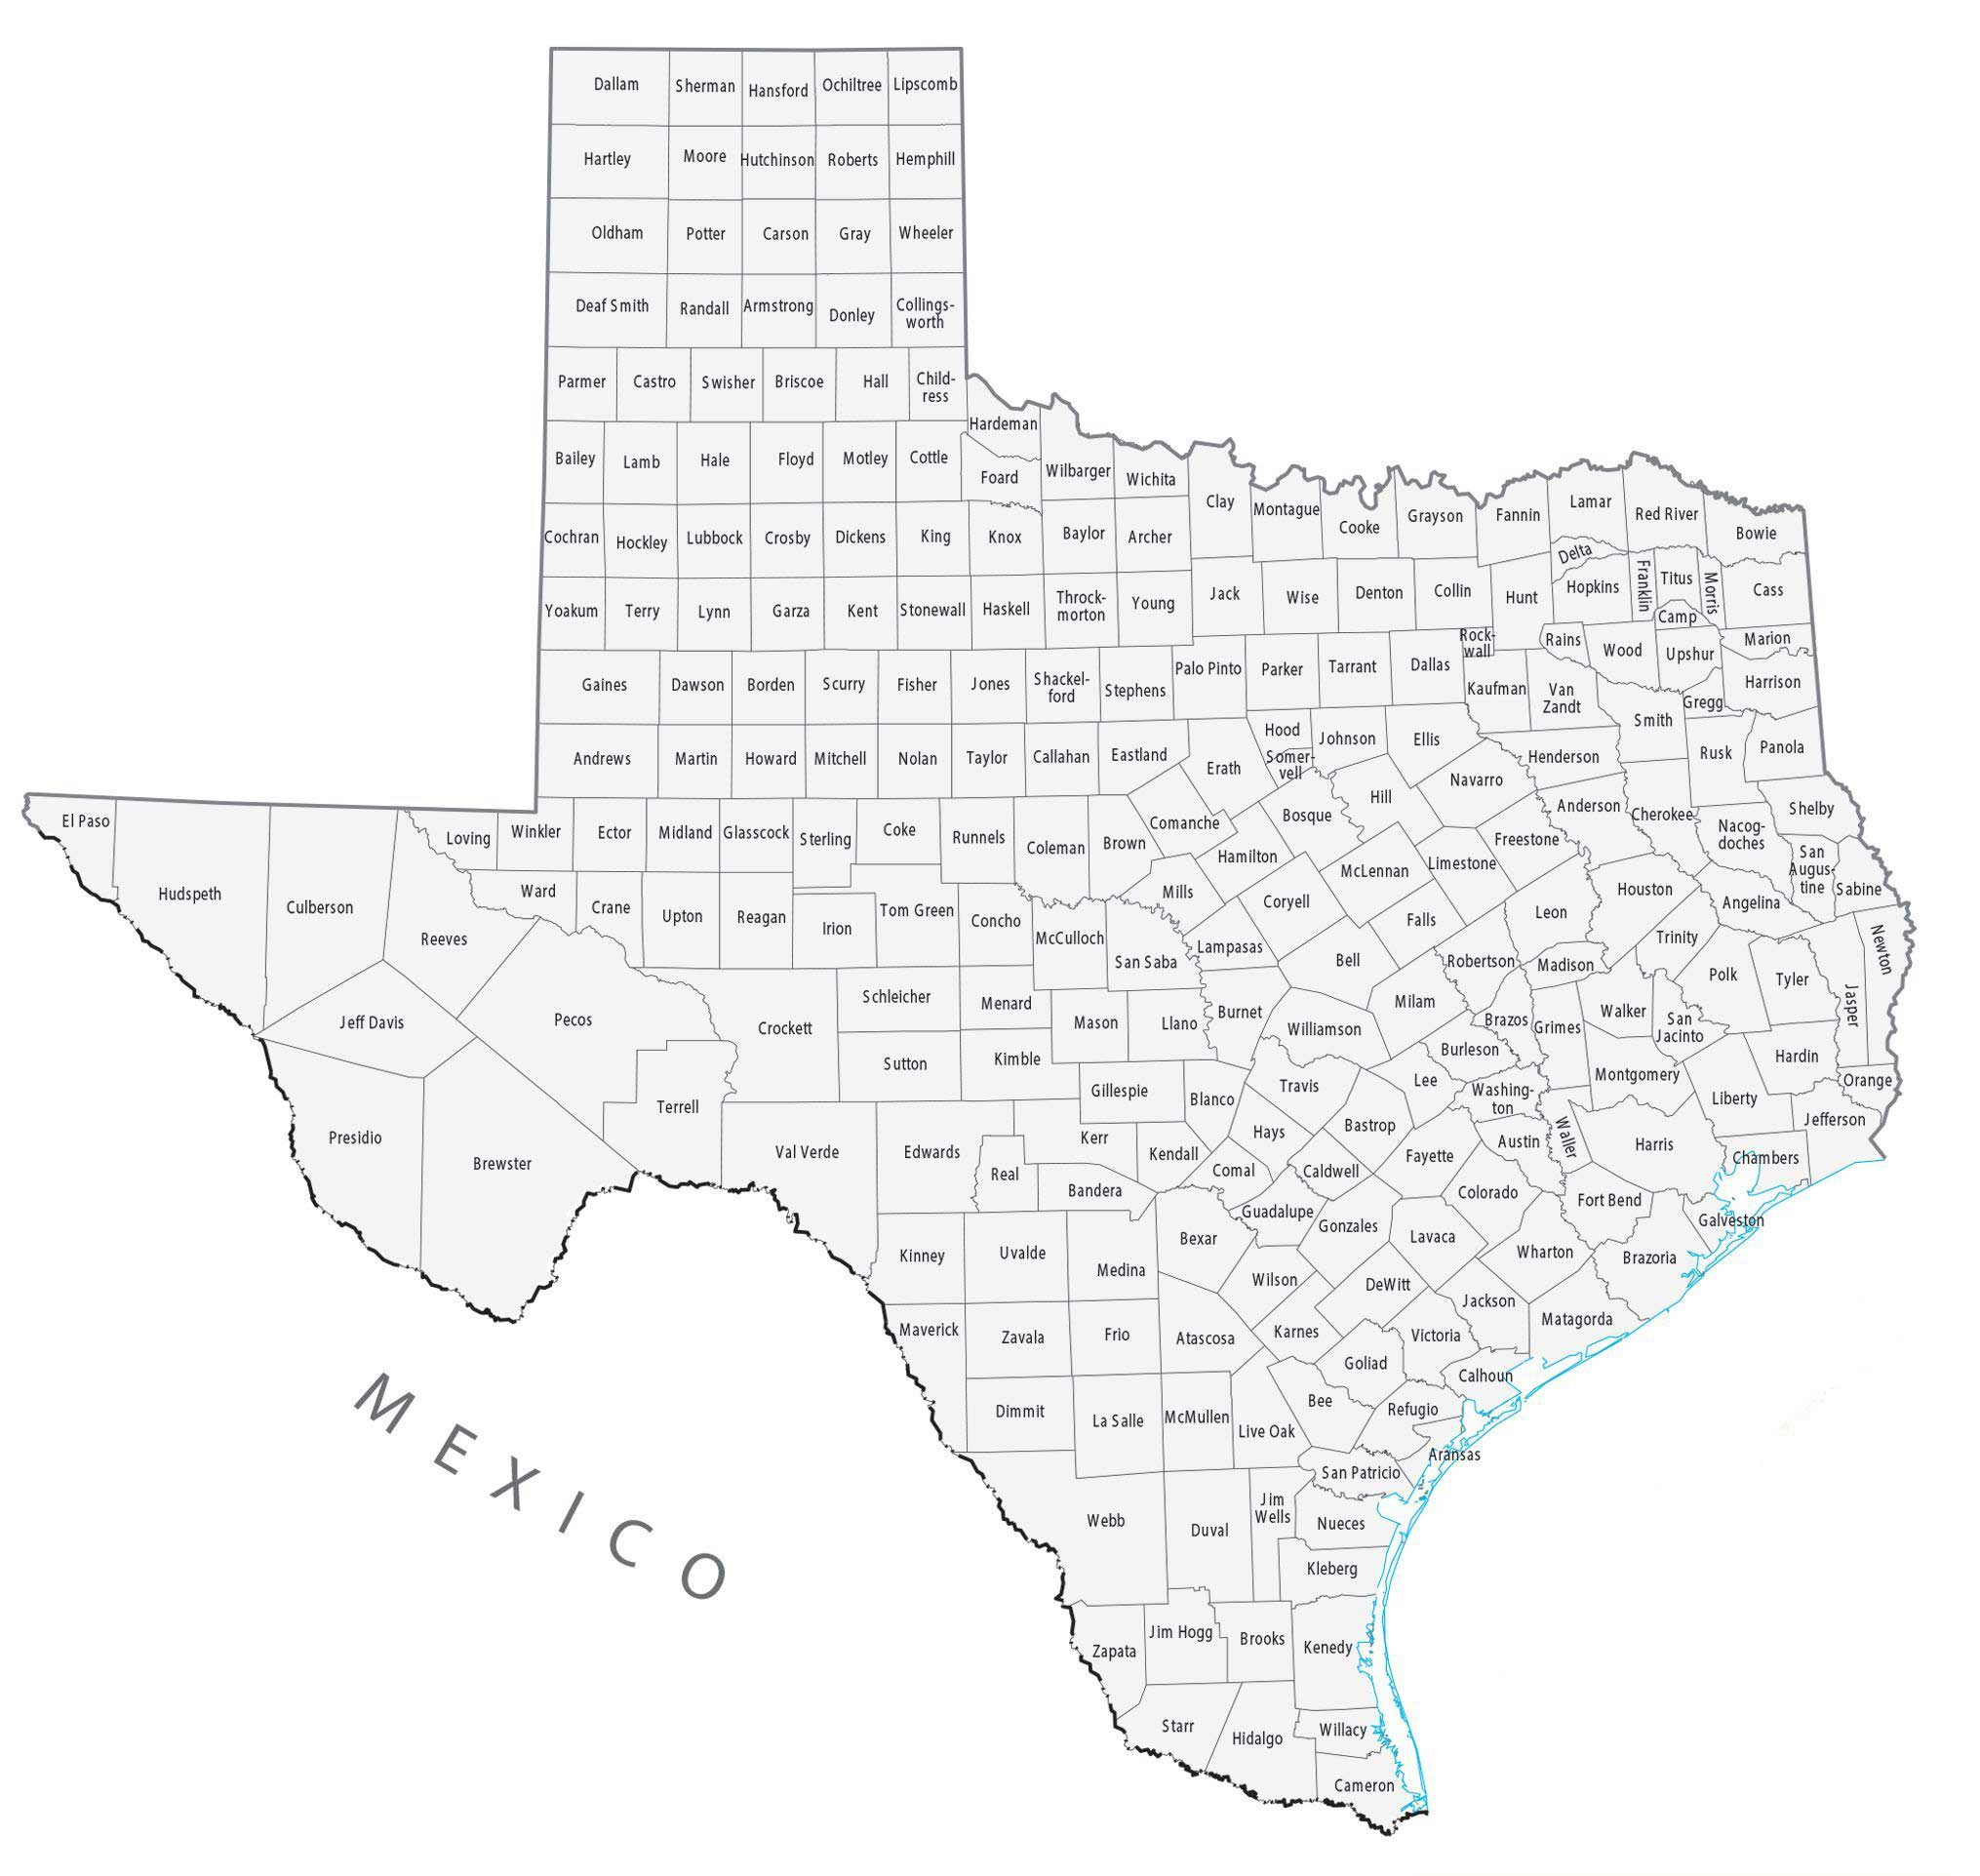 Dallam
Sherman
Hansford
Ochiltree
Lipscomb
Hartley
Moore
Hutchinson
Roberts
Hemphill
Oldham
Potter
Carson
Gray
Wheeler
Deaf Smith
Randall
Armstrong
Donley
Collings-
worth
Parmer
Castro
Swisher
Briscoe
Hall
Child-
ress
Hardeman
Bailey
Lamb
Hale
Floyd
Motley
Cottle
Foard
Wilbarger
Wichita
Clay
Montague
Cooke
Grayson
Fannin
Lamar
Red River
Bowie
Cochran
Hockley
Lubbock
Crosby
Dickens
King
Knox
Baylor
Archer
Delta
Yoakum
Terry
Lynn
Garza
Kent
Stonewall
Haskell
Throck-
morton
Young
Jack
Wise
Denton
Collin
Hunt
Hopkins
Franklin
Titus
Morris
Cass
Camp
Rock-
wall
Rains
Wood
Upshur
Marion
Gaines
Dawson
Borden
Scurry
Fisher
Jones
Shackel-
ford
Stephens
Palo Pinto
Parker
Tarrant
Dallas
Kaufman
Van
Zandt
Smith
Gregg
Harrison
Andrews
Martin
Howard
Mitchell
Nolan
Taylor
Callahan
Eastland
Erath
Hood
Somer-
vell
Johnson
Ellis
Navarro
Henderson
Rusk
Panola
El Paso
Hudspeth
Culberson
Reeves
Loving
Winkler
Ector
Midland
Glasscock
Sterling
Coke
Runnels
Coleman
Brown
Comanche
Hamilton
Bosque
Hill
McLennan
Limestone
Freestone
Anderson
Cherokee
Nacog-
doches
Shelby
San
Augus-
tine
Sabine
Ward
Crane
Upton
Reagan
Irion
Tom Green
Concho
McCulloch
San Saba
Mills
Lampasas
Coryell
Bell
Falls
Robertson
Leon
Houston
Angelina
Trinity
Madison
Polk
Tyler
Jasper
Newton
Jeff Davis
Pecos
Crockett
Schleicher
Menard
Mason
Llano
Burnet
Williamson
Milam
Brazos
Grimes
Walker
San
Jacinto
Hardin
Orange
Presidio
Brewster
Terrell
Val Verde
Sutton
Kimble
Gillespie
Blanco
Travis
Lee
Burleson
Washing-
ton
Montgomery
Liberty
Jefferson
Edwards
Real
Kerr
Kendall
Bandera
Hays
Comal
Caldwell
Bastrop
Fayette
Austin
Waller
Harris
Chambers
Kinney
Uvalde
Medina
Bexar
Guadalupe
Gonzales
Lavaca
Colorado
Wharton
Fort Bend
Brazoria
Galveston
Maverick
Zavala
Frio
Atascosa
Wilson
Karnes
DeWitt
Jackson
Matagorda
Victoria
Goliad
Calhoun
Dimmit
La Salle
McMullen
Live Oak
Bee
Refugio
Aransas
San Patricio
Webb
Duval
Jim
Wells
Nueces
Kleberg
Zapata
Jim Hogg
Brooks
Kenedy
Starr
Hidalgo
Willacy
Cameron
MEXICO